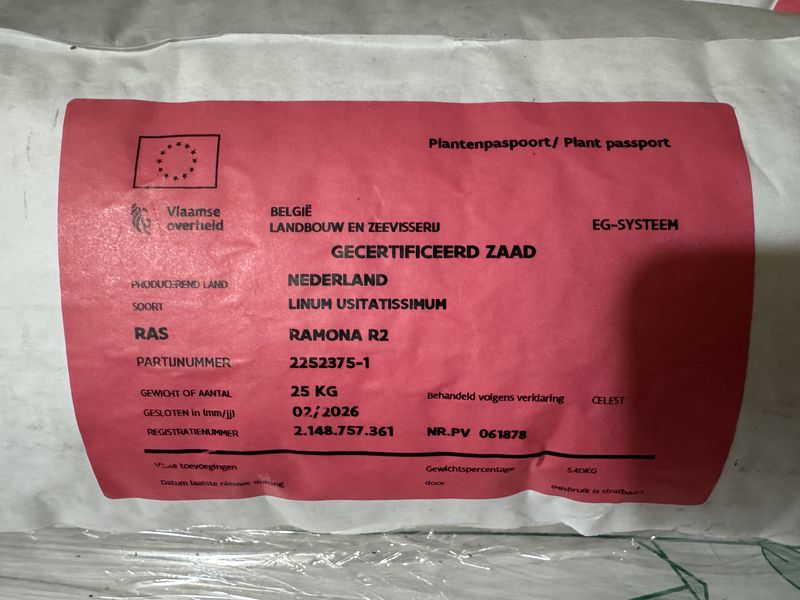 Plantenpaspoort/ Plant passport
Vlaamse overheid
BELGIË
LANDBOUW EN ZEEVISSERIJ
EG-SYSTEEM
GECERTIFICEERD ZAAD
PRODUCEREND LAND NEDERLAND
SOORT LINUM USITATISSIMUM
RAS RAMONA R2
PARTIJNUMMER 2252375-1
GEWICHT OF AANTAL 25 KG Behandeld volgens verklaring CELEST
GESLOTEN in (mm/jj) 02/2026
REGISTRATIENUMMER 2.148.757.361 NR.PV 061878
toevoegingen Gewichtspercentage 5.40KG
Datum laatste nieuwe sluiting door (misbruik is strafbaar)